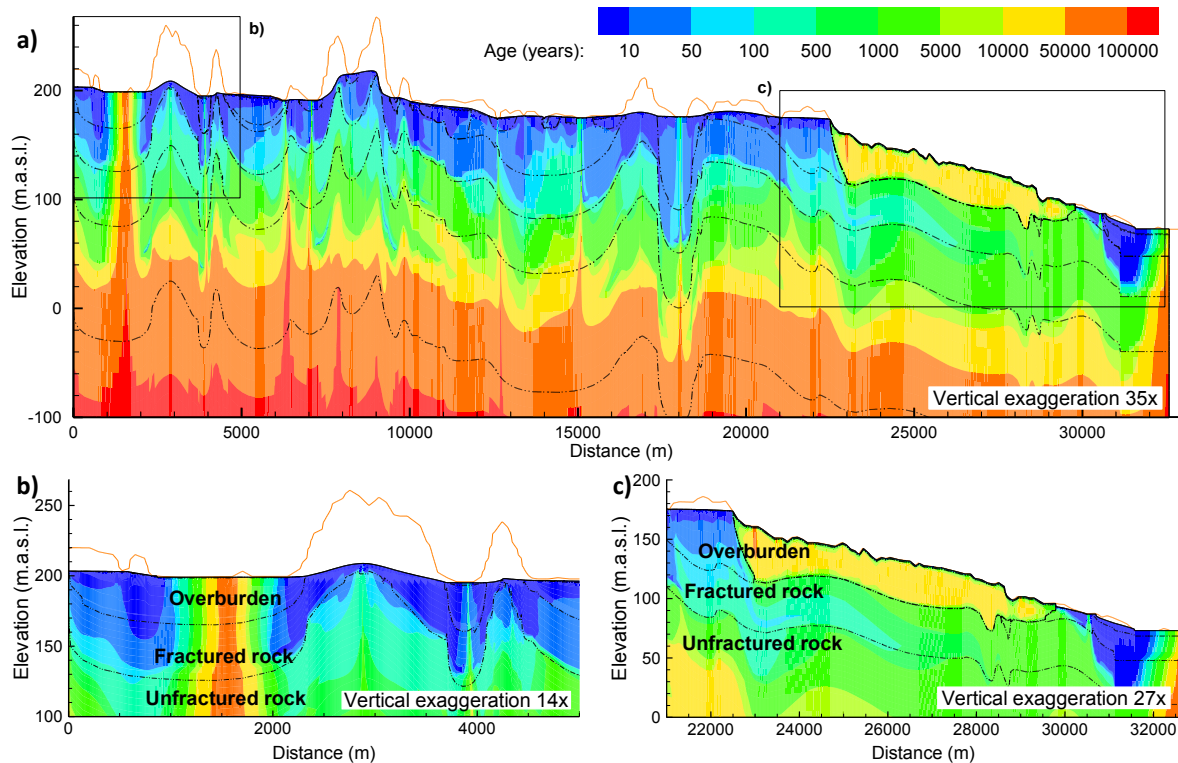 a)
b)
Age (years):
10 50 100 500 1000 5000 10000 50000 100000
c)
Elevation (m.a.s.l.)
200
100
0
-100
Vertical exaggeration 35x
0 5000 10000 15000 20000 25000 30000
Distance (m)
b)
Elevation (m.a.s.l.)
250
200
150
100
Overburden
Fractured rock
Unfractured rock
Vertical exaggeration 14x
0 2000 4000
Distance (m)
c)
Elevation (m.a.s.l.)
200
150
100
50
0
Overburden
Fractured rock
Unfractured rock
Vertical exaggeration 27x
22000 24000 26000 28000 30000 32000
Distance (m)